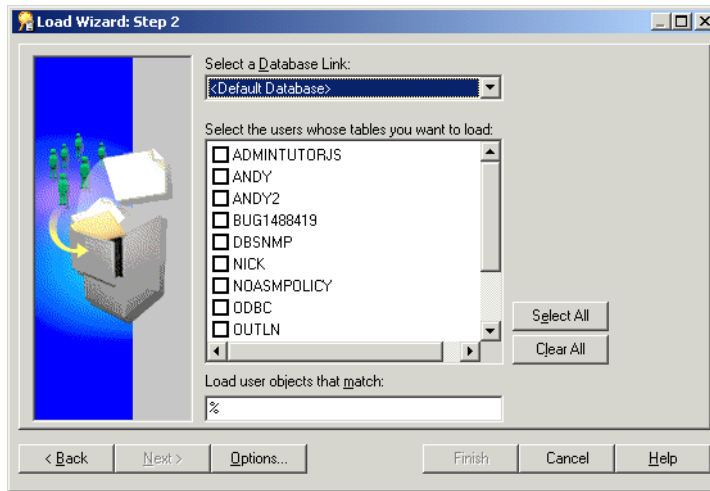 Load Wizard: Step 2
Select a Database Link:
<Default Database>
Select the users whose tables you want to load:
ADMINTUTORJS
ANDY
ANDY2
BUG1488419
DBSNMP
NICK
NOASMPOLICY
ODBC
OUTLN
Select All
Clear All
Load user objects that match:
%
< Back
Next >
Options...
Finish
Cancel
Help